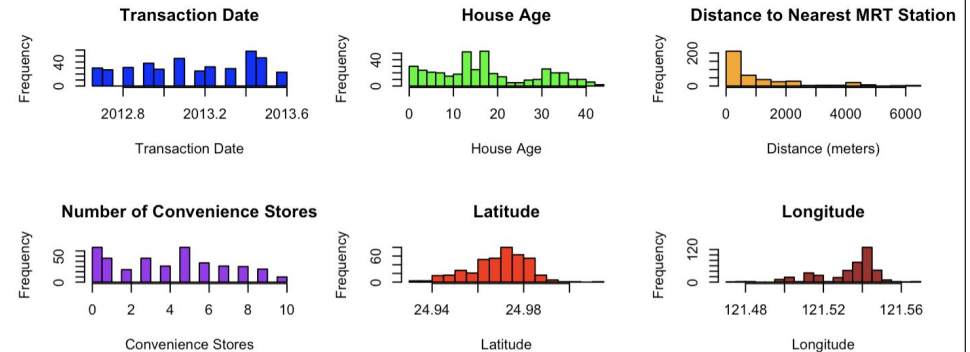 Transaction Date
Frequency
0 40
2012.8 2013.2 2013.6
Transaction Date
House Age
Frequency
0 40
0 10 20 30 40
House Age
Distance to Nearest MRT Station
Frequency
0 200
0 2000 4000 6000
Distance (meters)
Number of Convenience Stores
Frequency
0 50
0 2 4 6 8 10
Convenience Stores
Latitude
Frequency
0 60
24.94 24.98
Latitude
Longitude
Frequency
0 120
121.48 121.52 121.56
Longitude